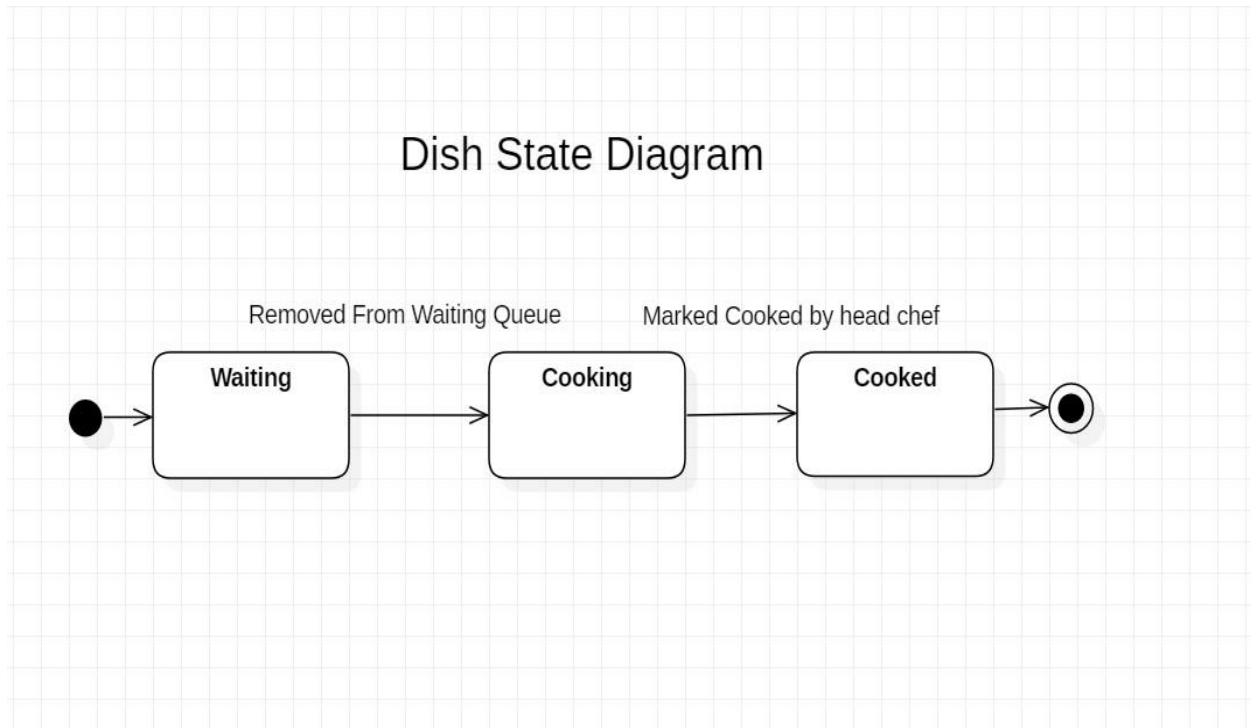 Dish State Diagram
Removed From Waiting Queue
Marked Cooked by head chef
Waiting
Cooking
Cooked